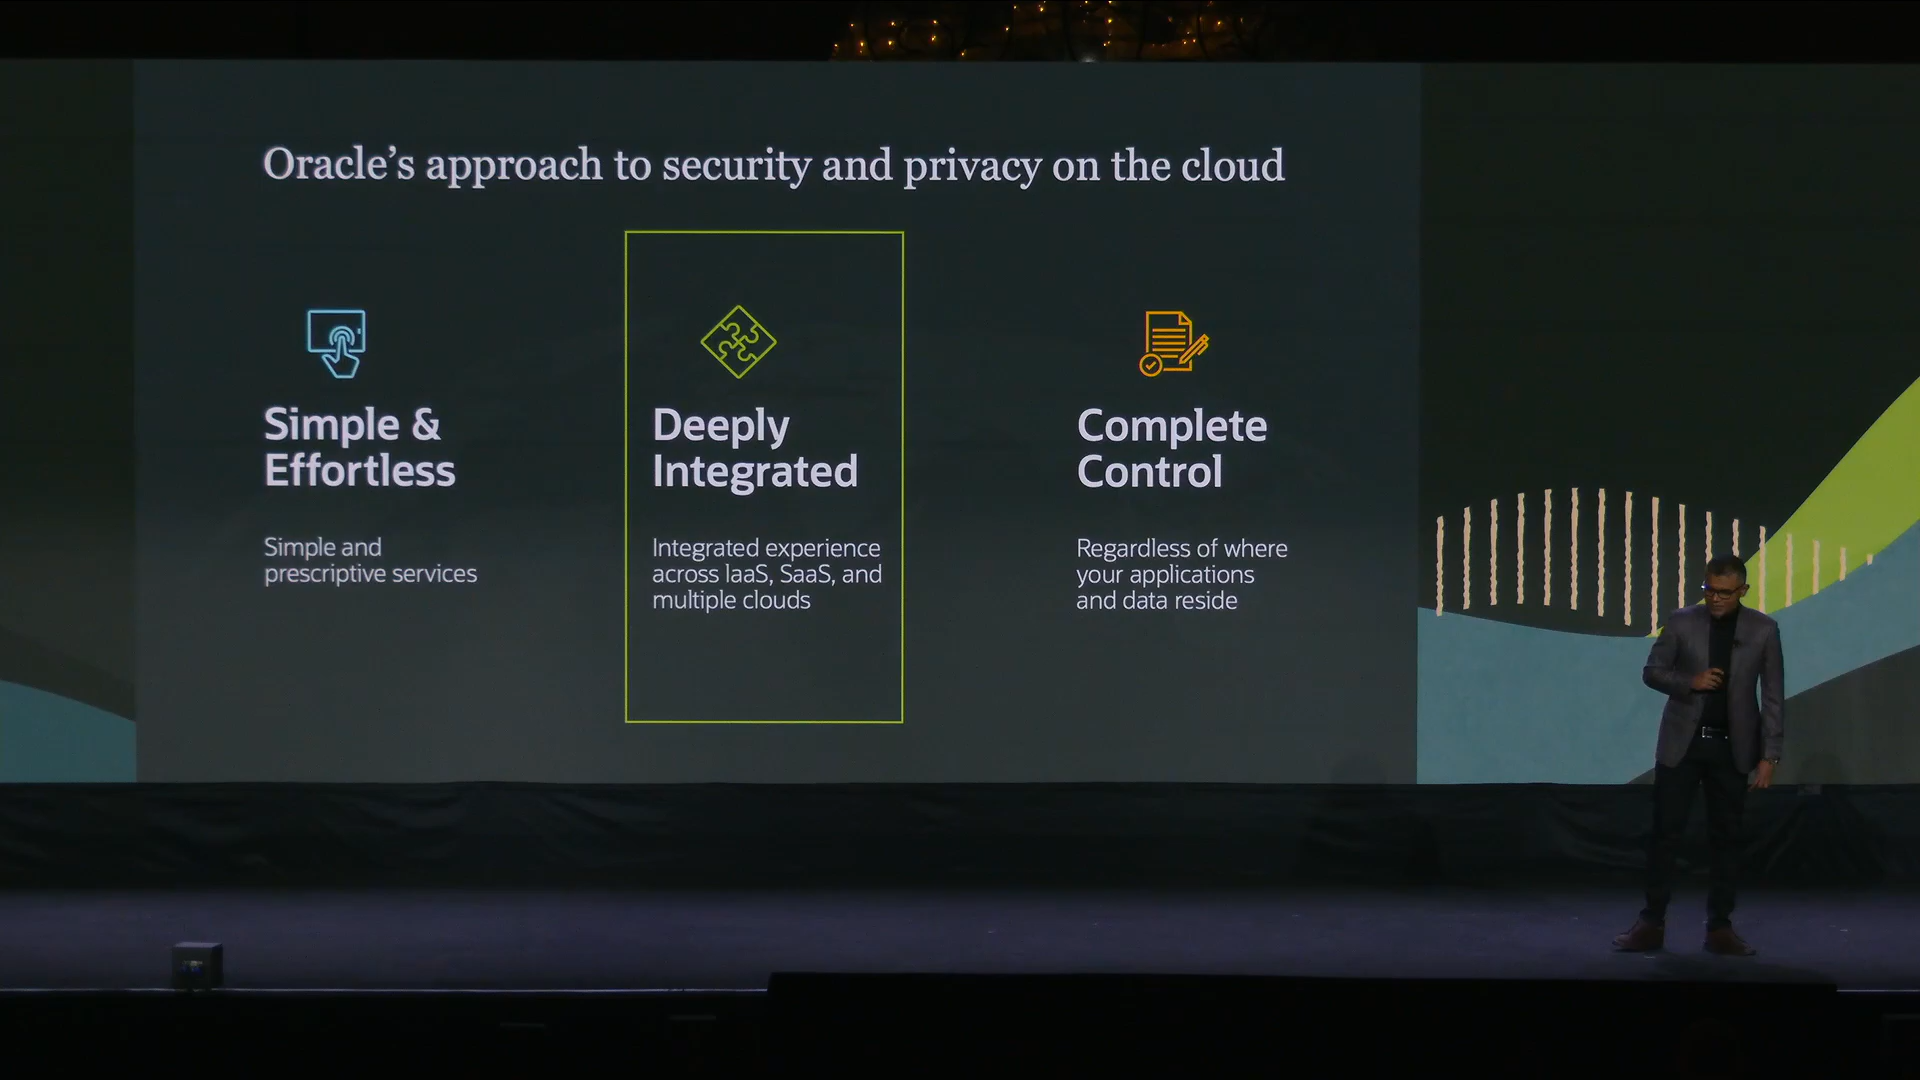 Oracle’s approach to security and privacy on the cloud
Simple &
Effortless
Simple and
prescriptive services
Deeply
Integrated
Integrated experience
across IaaS, SaaS, and
multiple clouds
Complete
Control
Regardless of where
your applications
and data reside